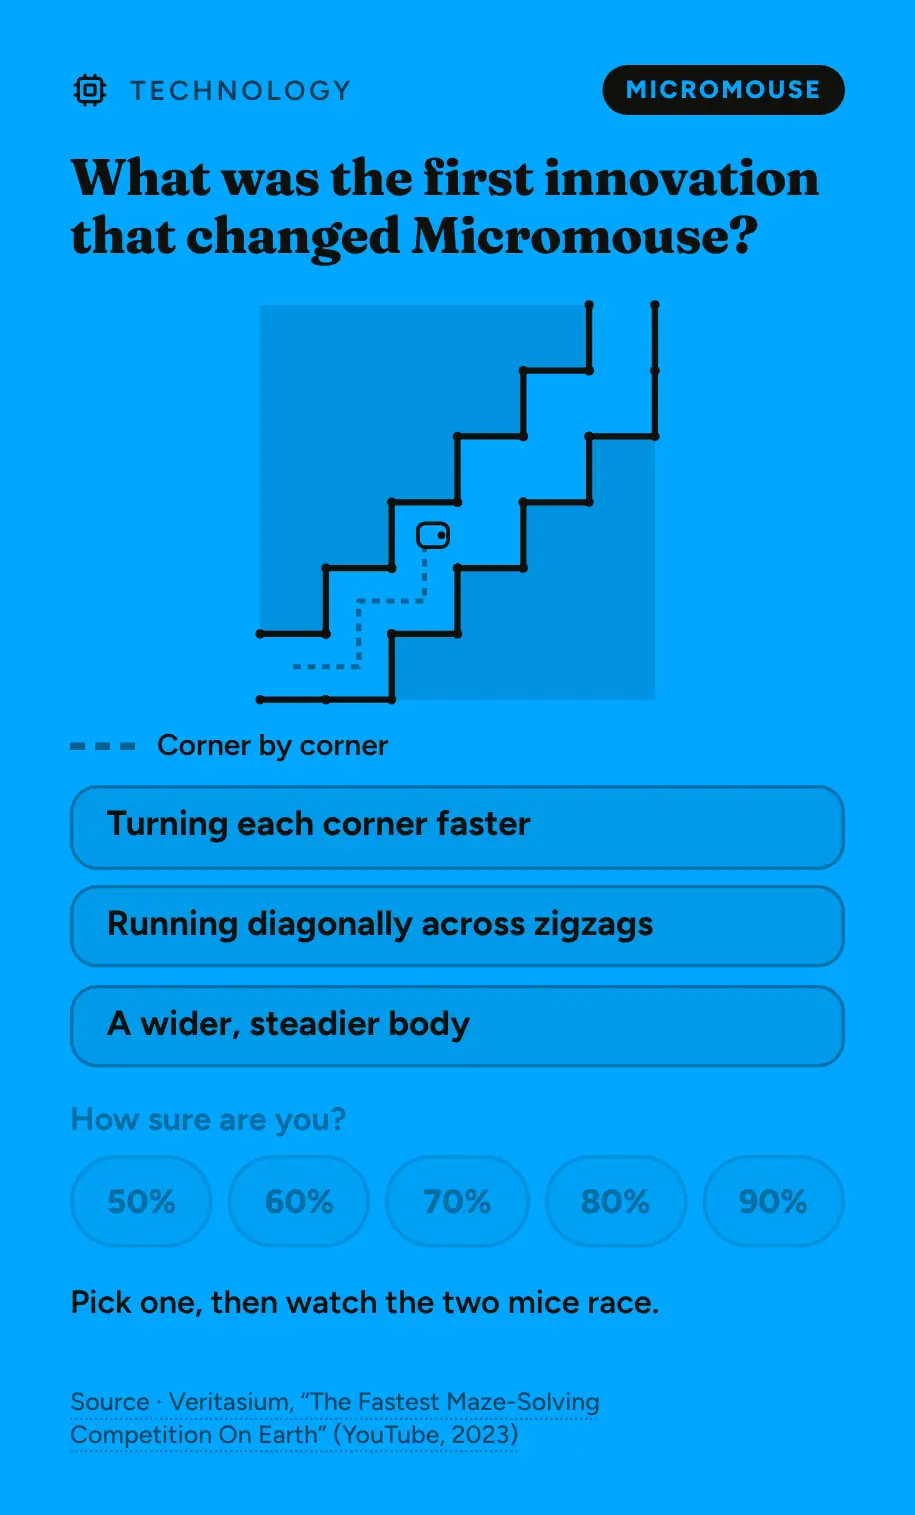 TECHNOLOGY
MICROMOUSE
What was the first innovation
that changed Micromouse?
Corner by corner
Turning each corner faster
Running diagonally across zigzags
A wider, steadier body
How sure are you?
50%
60%
70%
80%
90%
Pick one, then watch the two mice race.
Source · Veritasium, “The Fastest Maze-Solving
Competition On Earth” (YouTube, 2023)